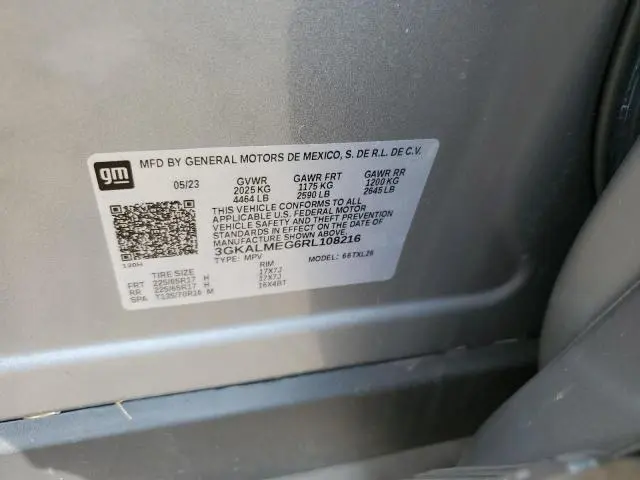 gm
MFD BY GENERAL MOTORS DE MEXICO, S. DE R.L. DE C.V.
05/23 GVWR GAWR FRT GAWR RR
2025 KG 1175 KG 1200 KG
4464 LB 2590 LB 2645 LB
THIS VEHICLE CONFORMS TO ALL
APPLICABLE U.S. FEDERAL MOTOR
VEHICLE SAFETY AND THEFT PREVENTION
STANDARDS IN EFFECT ON THE DATE OF
MANUFACTURE SHOWN ABOVE.
3GKALMEG6RL108216
120H TYPE: MPV MODEL: 66TXL26
TIRE SIZE RIM
FRT 225/65R17 H 17X7J
RR 225/65R17 H 17X7J
SPA T135/70R16 M 16X4BT